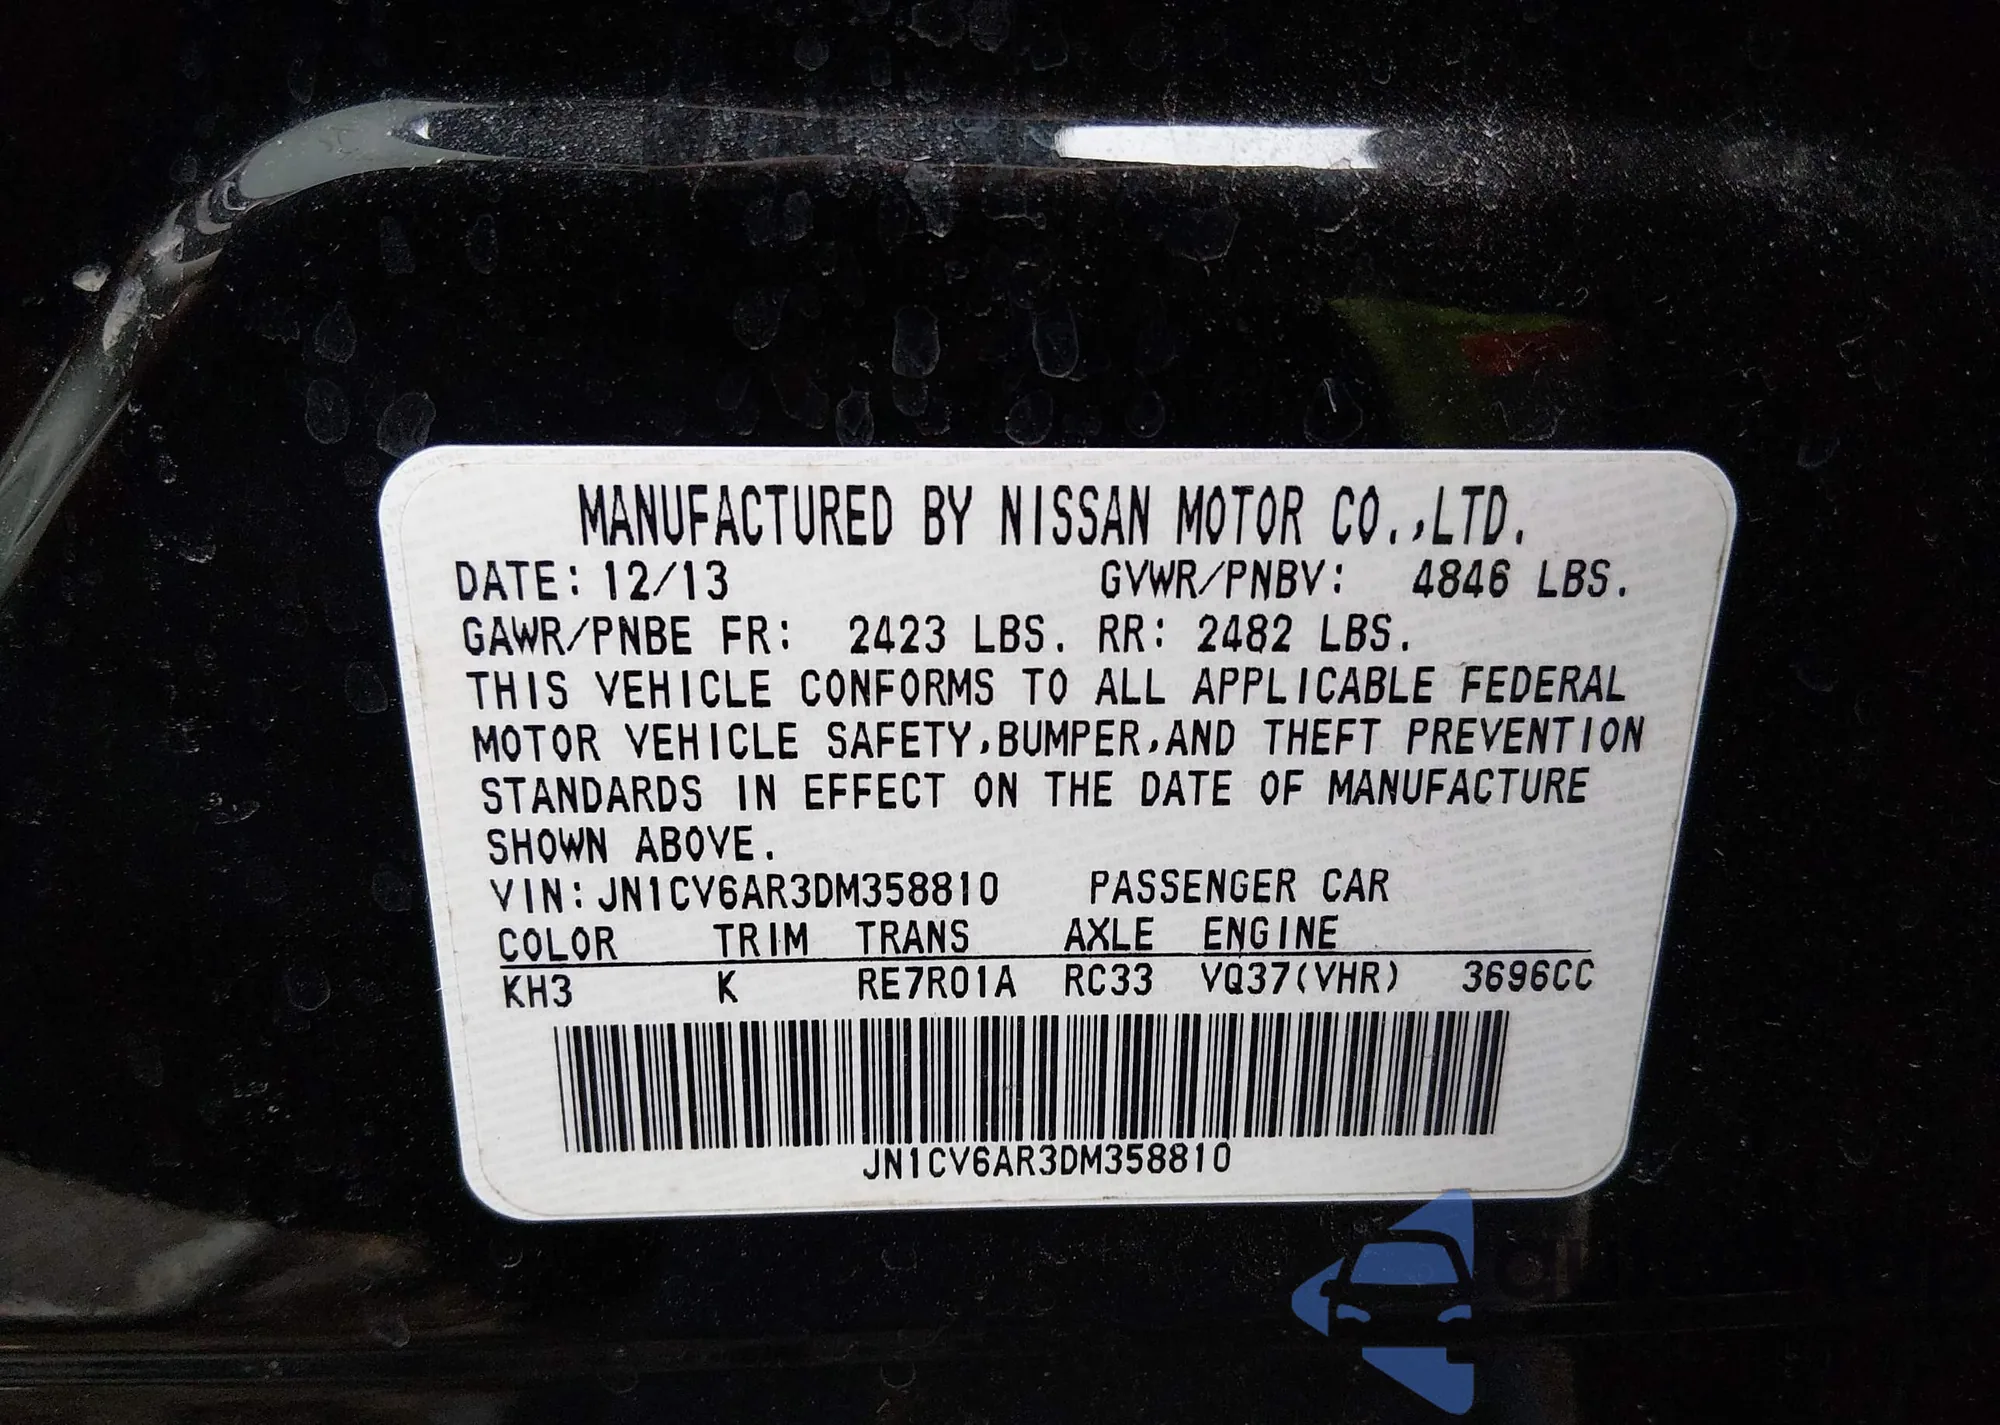 MANUFACTURED BY NISSAN MOTOR CO.,LTD.
DATE: 12/13 GVWR/PNBV: 4846 LBS.
GAWR/PNBE FR: 2423 LBS. RR: 2482 LBS.
THIS VEHICLE CONFORMS TO ALL APPLICABLE FEDERAL
MOTOR VEHICLE SAFETY,BUMPER,AND THEFT PREVENTION
STANDARDS IN EFFECT ON THE DATE OF MANUFACTURE
SHOWN ABOVE.
VIN:JN1CV6AR3DM358810 PASSENGER CAR
COLOR TRIM TRANS AXLE ENGINE
KH3 K RE7R01A RC33 VQ37(VHR) 3696CC
JN1CV6AR3DM358810